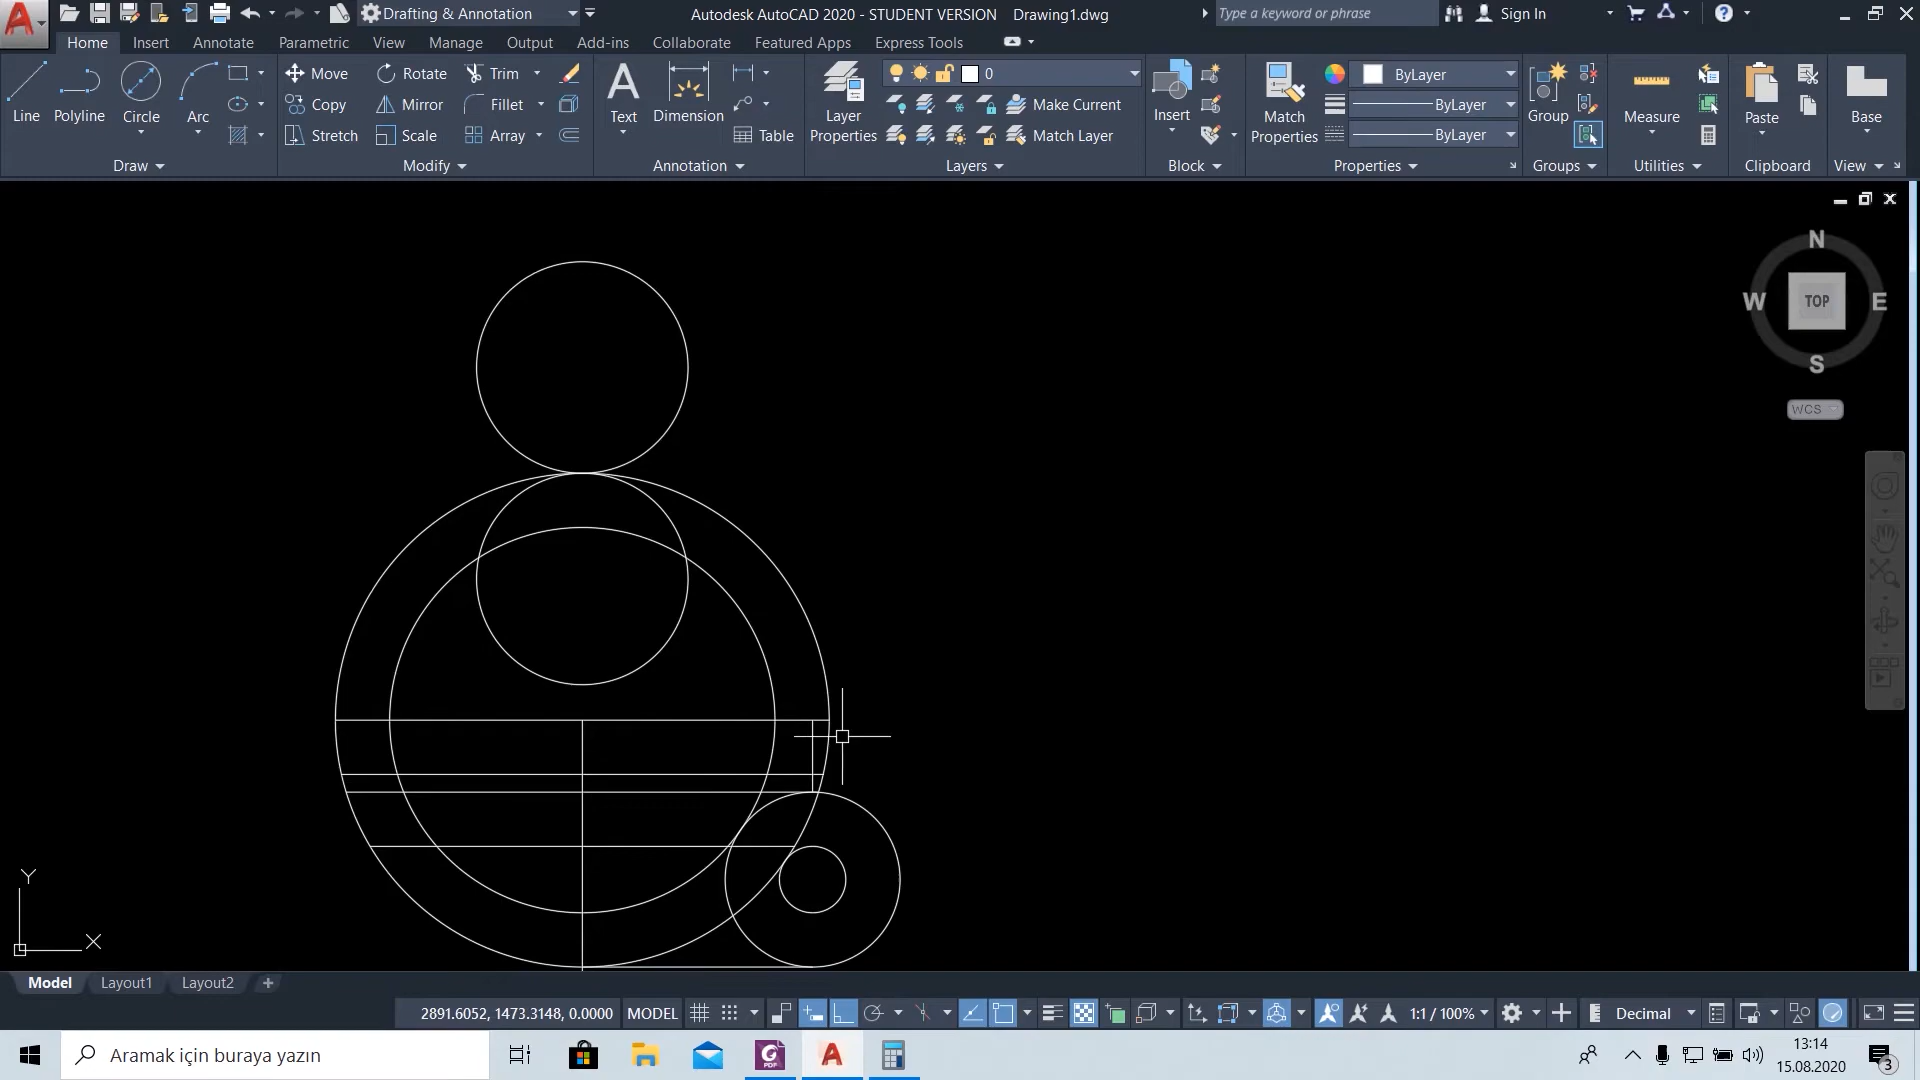 Drafting & Annotation
Autodesk AutoCAD 2020 - STUDENT VERSION Drawing1.dwg
Type a keyword or phrase
Sign In
Home Insert Annotate Parametric View Manage Output Add-ins Collaborate Featured Apps Express Tools
Line Polyline Circle Arc
Move Rotate Trim
Copy Mirror Fillet
Stretch Scale Array
Text Dimension Table
Layer Properties
0
Make Current
Match Layer
Insert
Match Properties
ByLayer
ByLayer
ByLayer
Group
Measure
Paste
Base
Draw Modify Annotation Layers Block Properties Groups Utilities Clipboard View
N
W TOP E
S
WCS
Y
X
Model Layout1 Layout2 +
2891.6052, 1473.3148, 0.0000 MODEL 1:1 / 100% Decimal
Aramak için buraya yazın
PDF
13:14
15.08.2020
3